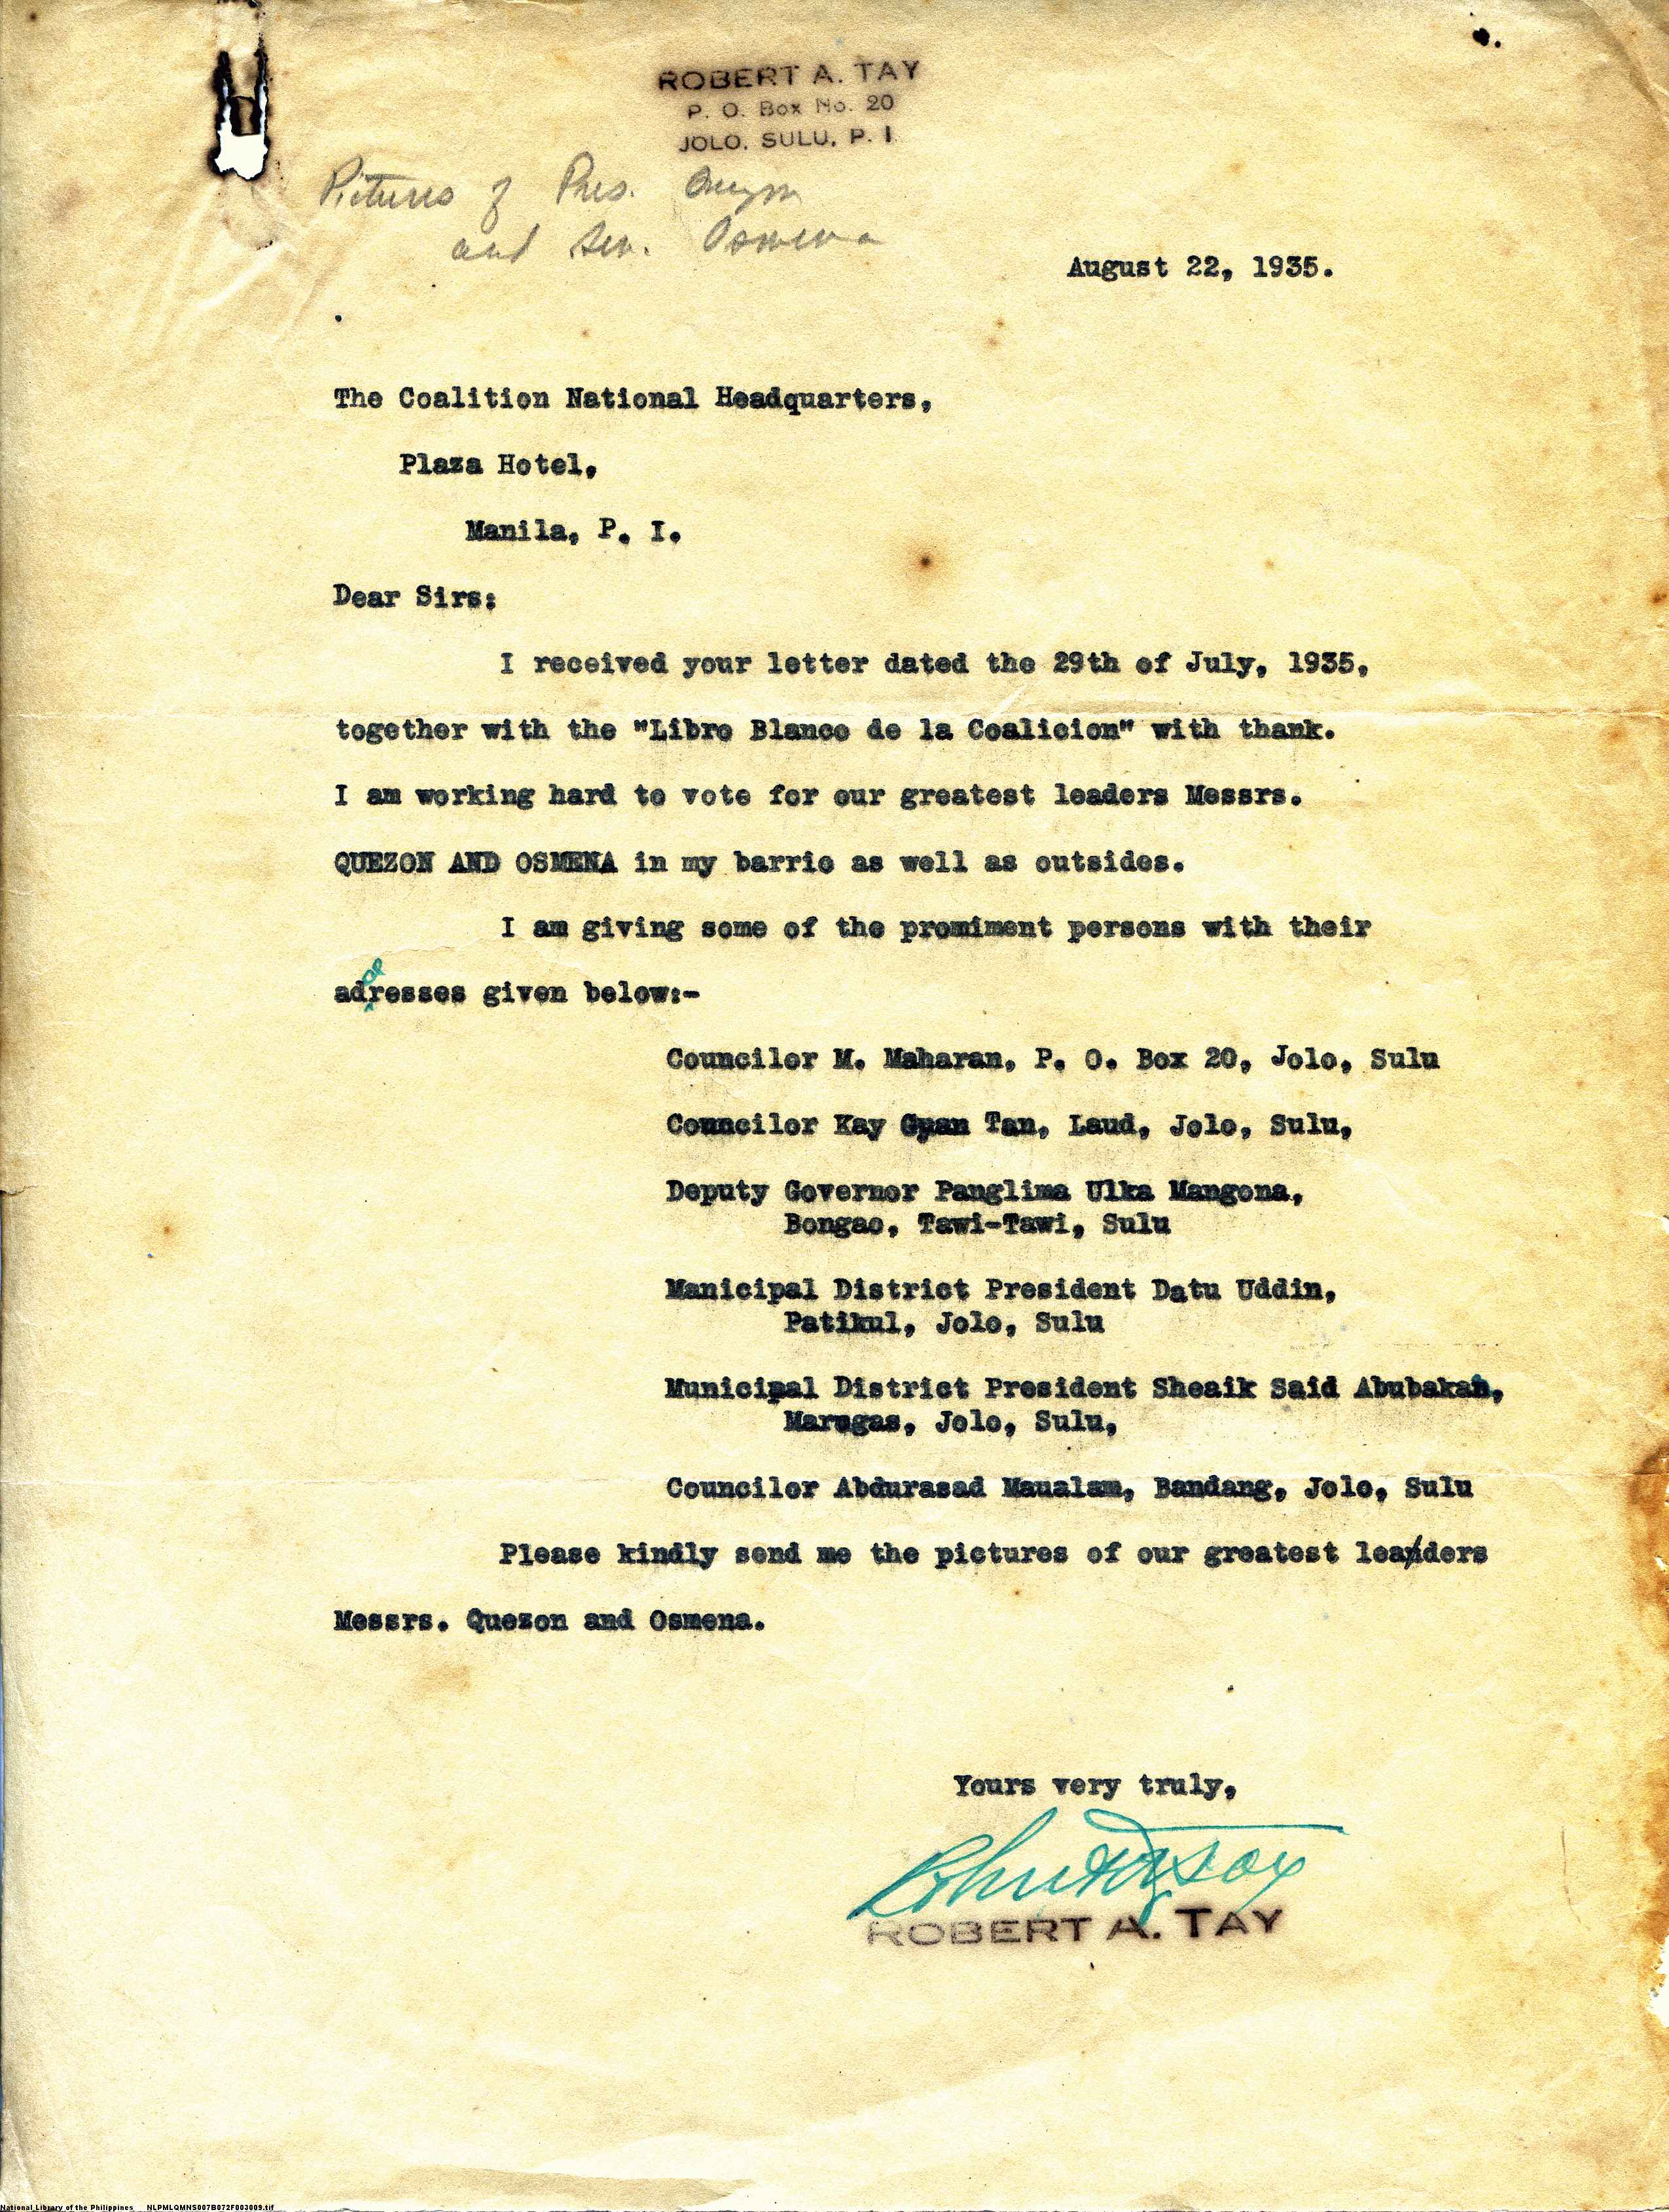 ROBERT A. TAY
P. O. Box No. 20
JOLO, SULU, P. I.
Pictures of Pres. Quezon
and Sen. Osmena
August 22, 1935.
The Coalition National Headquarters,
Plaza Hotel,
Manila, P. I.
Dear Sirs:
I received your letter dated the 29th of July, 1935,
together with the "Libro Blanco de la Coalicion" with thank.
I am working hard to vote for our greatest leaders Messrs.
QUEZON AND OSMENA in my barrio as well as outsides.
I am giving some of the promiment persons with their
addresses given below:-
Councilor M. Maharan, P. O. Box 20, Jolo, Sulu
Councilor Kay Guan Tan, Laud, Jolo, Sulu,
Deputy Governor Panglima Ulka Mangona,
Bongao, Tawi-Tawi, Sulu
Manicipal District President Datu Uddin,
Patikul, Jolo, Sulu
Municipal District President Sheaik Said Abubakan,
Marugas, Jolo, Sulu,
Councilor Abdurasad Maualam, Bandang, Jolo, Sulu
Please kindly send me the pictures of our greatest leaders
Messrs. Quezon and Osmena.
Yours very truly,
ROBERT A. TAY
National Library of the Philippines NLPMLQMNS007B072F003009.tif